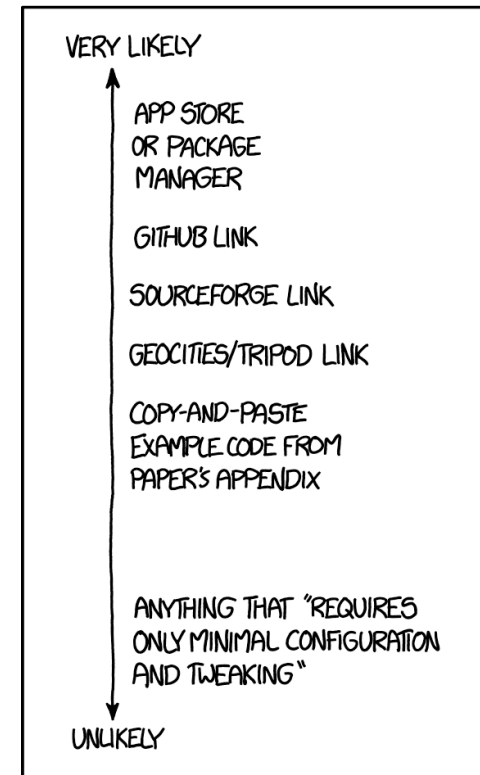 VERY LIKELY
APP STORE
OR PACKAGE
MANAGER
GITHUB LINK
SOURCEFORGE LINK
GEOCITIES/TRIPOD LINK
COPY-AND-PASTE
EXAMPLE CODE FROM
PAPER'S APPENDIX
ANYTHING THAT "REQUIRES
ONLY MINIMAL CONFIGURATION
AND TWEAKING"
UNLIKELY